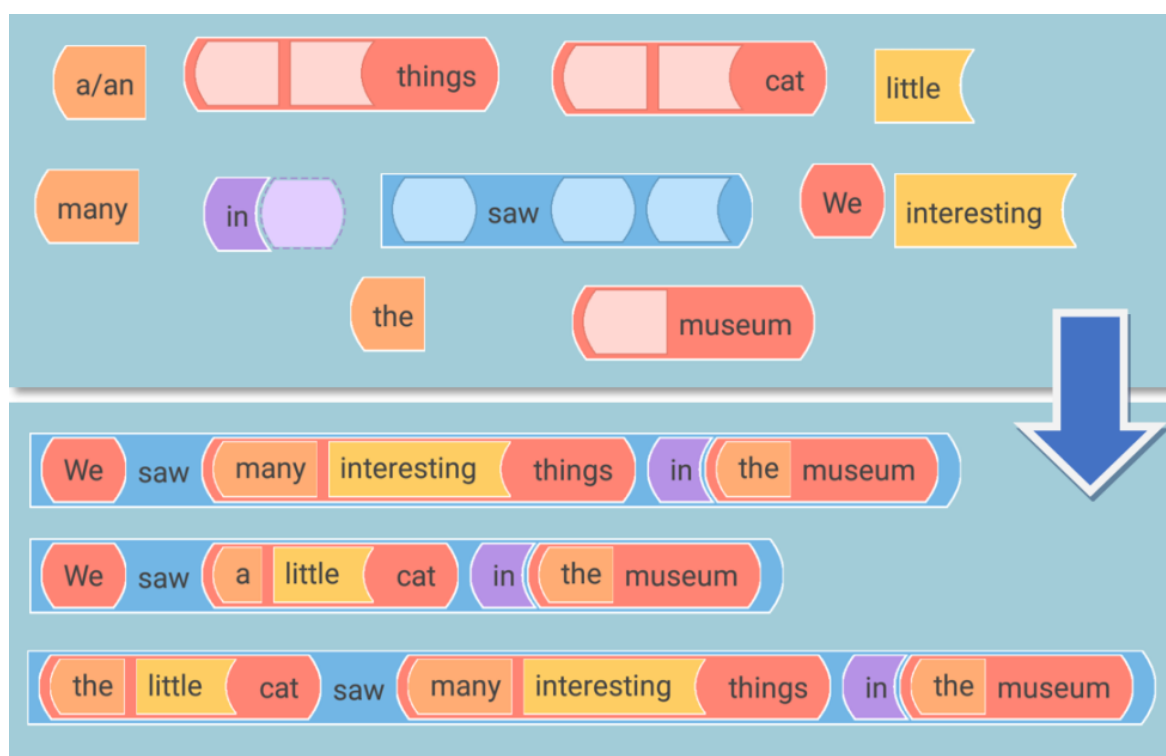 a/an things cat little
many in saw We interesting
the museum
We saw many interesting things in the museum
We saw a little cat in the museum
the little cat saw many interesting things in the museum